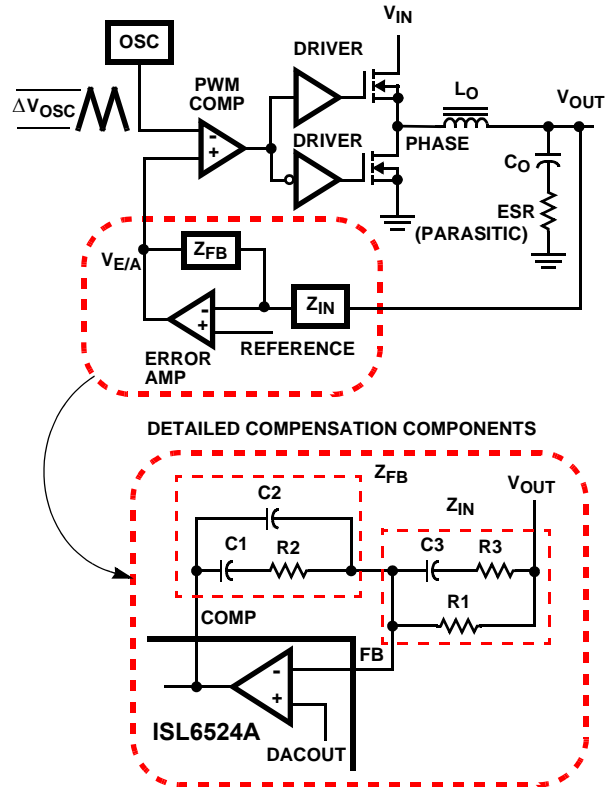 V_IN
OSC
DRIVER
PWM
COMP
L_O
V_OUT
ΔV_OSC
-
+
DRIVER
PHASE
C_O
ESR
(PARASITIC)
Z_FB
V_E/A
-
+
Z_IN
REFERENCE
ERROR
AMP
DETAILED COMPENSATION COMPONENTS
Z_FB
V_OUT
C2
Z_IN
C1
R2
C3
R3
R1
COMP
FB
-
+
ISL6524A
DACOUT